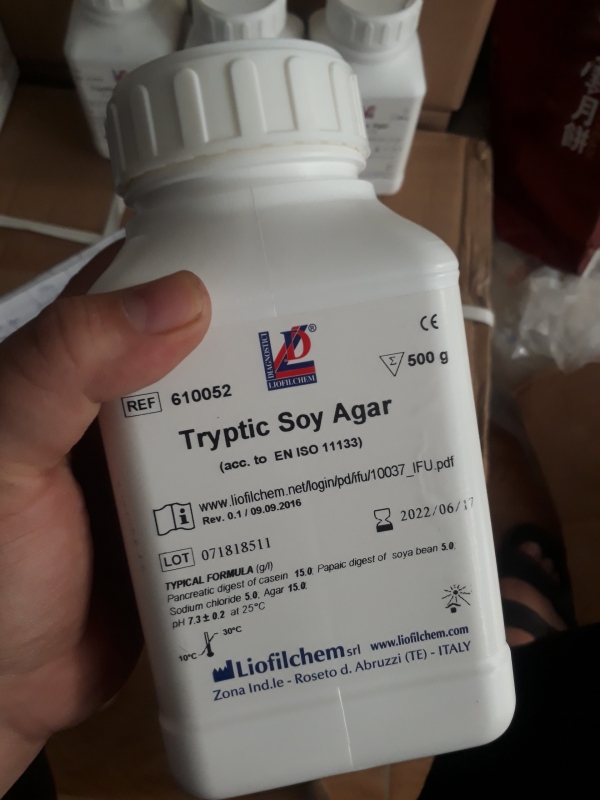 月餅
DIAGNOSTICI
LIOFILCHEM
®
CE
Σ 500 g
REF 610052
Tryptic Soy Agar
(acc. to EN ISO 11133)
www.liofilchem.net/login/pd/ifu/10037_IFU.pdf
Rev. 0.1 / 09.09.2016
2022/06/17
LOT 071818511
TYPICAL FORMULA (g/l)
Pancreatic digest of casein 15.0; Papaic digest of soya bean 5.0;
Sodium chloride 5.0; Agar 15.0;
pH 7.3 ± 0.2 at 25°C
10°C 30°C
Liofilchem srl www.liofilchem.com
Zona Ind.le - Roseto d. Abruzzi (TE) - ITALY